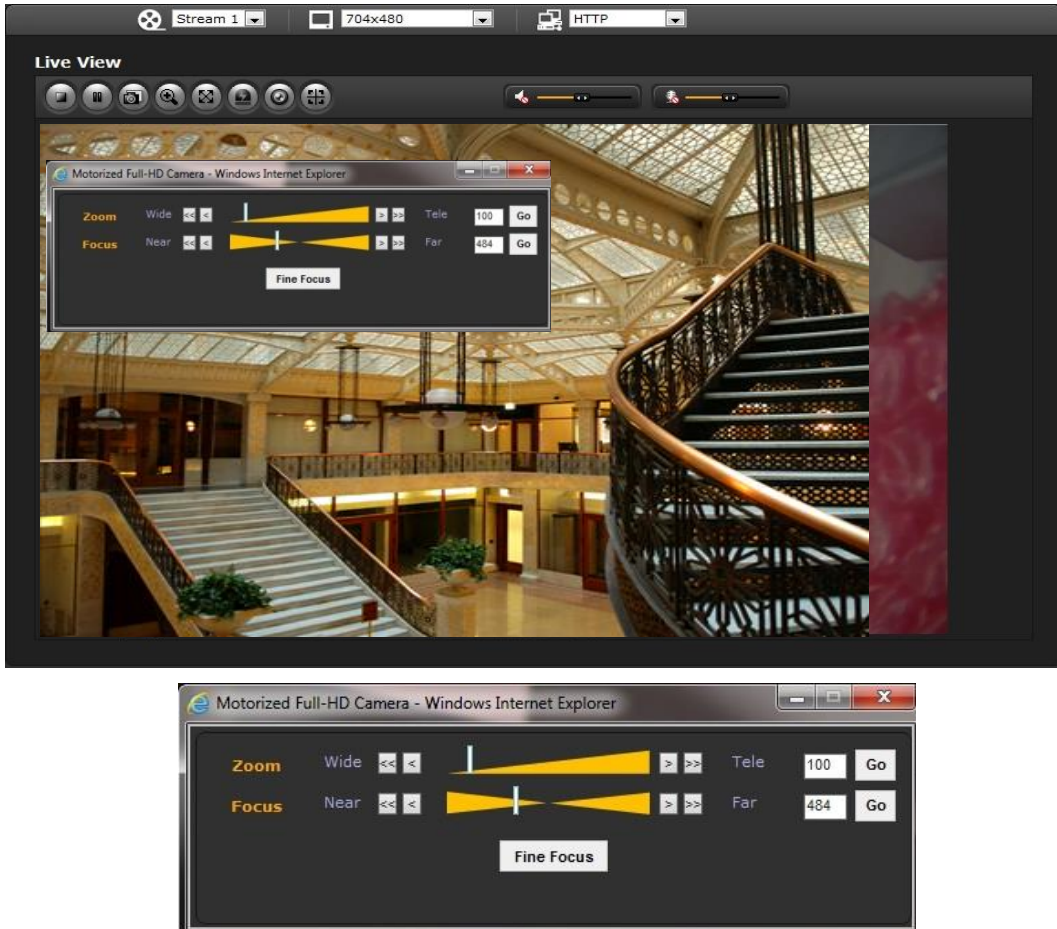 Stream 1 704x480 HTTP
Live View
Motorized Full-HD Camera - Windows Internet Explorer
Zoom Wide << < > >> Tele 100 Go
Focus Near << < > >> Far 484 Go
Fine Focus
Motorized Full-HD Camera - Windows Internet Explorer
Zoom Wide << < > >> Tele 100 Go
Focus Near << < > >> Far 484 Go
Fine Focus